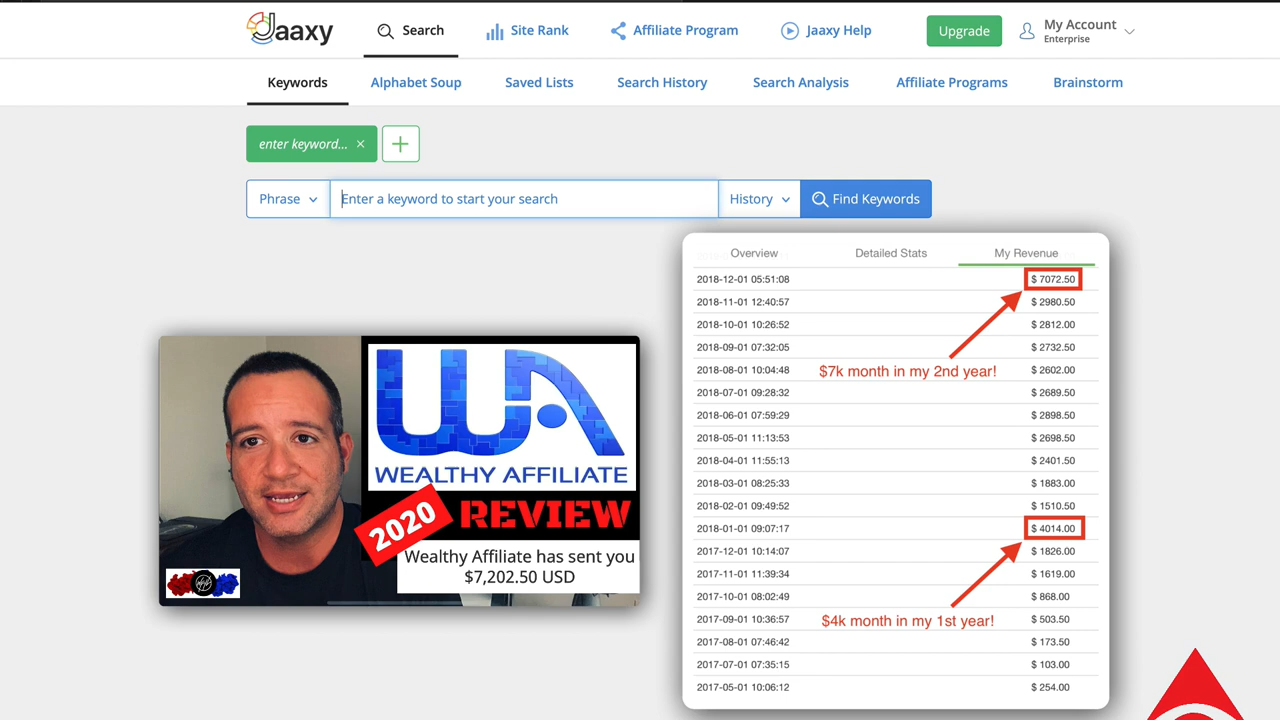 Jaaxy
Search
Site Rank
Affiliate Program
Jaaxy Help
Upgrade
My Account
Enterprise
Keywords
Alphabet Soup
Saved Lists
Search History
Search Analysis
Affiliate Programs
Brainstorm
enter keyword... ×
Phrase
Enter a keyword to start your search
History
Find Keywords
Overview Detailed Stats My Revenue
2018-12-01 05:51:08 $ 7072.50
2018-11-01 12:40:57 $ 2980.50
2018-10-01 10:26:52 $ 2812.00
2018-09-01 07:32:05 $ 2732.50
2018-08-01 10:04:48 $ 2602.00
$7k month in my 2nd year!
2018-07-01 09:28:32 $ 2689.50
2018-06-01 07:59:29 $ 2898.50
2018-05-01 11:13:53 $ 2698.50
2018-04-01 11:55:13 $ 2401.50
2018-03-01 08:25:33 $ 1883.00
2018-02-01 09:49:52 $ 1510.50
2018-01-01 09:07:17 $ 4014.00
2017-12-01 10:14:07 $ 1826.00
2017-11-01 11:39:34 $ 1619.00
2017-10-01 08:02:49 $ 868.00
2017-09-01 10:36:57 $ 503.50
$4k month in my 1st year!
2017-08-01 07:46:42 $ 173.50
2017-07-01 07:35:15 $ 103.00
2017-05-01 10:06:12 $ 254.00
WA
WEALTHY AFFILIATE
2020
REVIEW
Wealthy Affiliate has sent you
$7,202.50 USD